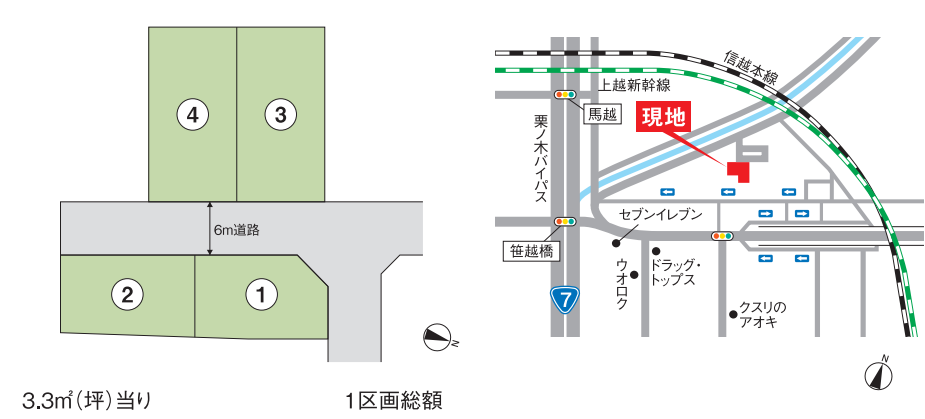 ④
③
6m道路
②
①
N
3.3㎡(坪)当り
1区画総額
信越本線
上越新幹線
馬越
現地
栗ノ木バイパス
セブンイレブン
笹越橋
ウオロク
ドラッグ・
トップス
7
クスリの
アオキ
N